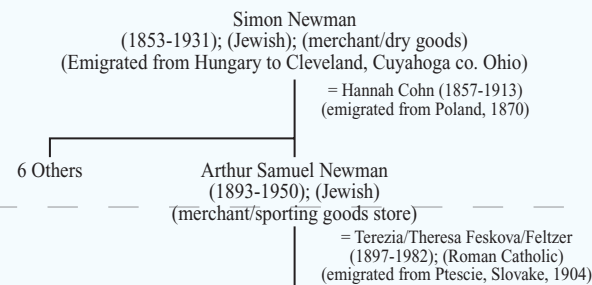 Simon Newman
(1853-1931); (Jewish); (merchant/dry goods)
(Emigrated from Hungary to Cleveland, Cuyahoga co. Ohio)
= Hannah Cohn (1857-1913)
(emigrated from Poland, 1870)
6 Others
Arthur Samuel Newman
(1893-1950); (Jewish)
(merchant/sporting goods store)
= Terezia/Theresa Feskova/Feltzer
(1897-1982); (Roman Catholic)
(emigrated from Ptescie, Slovake, 1904)